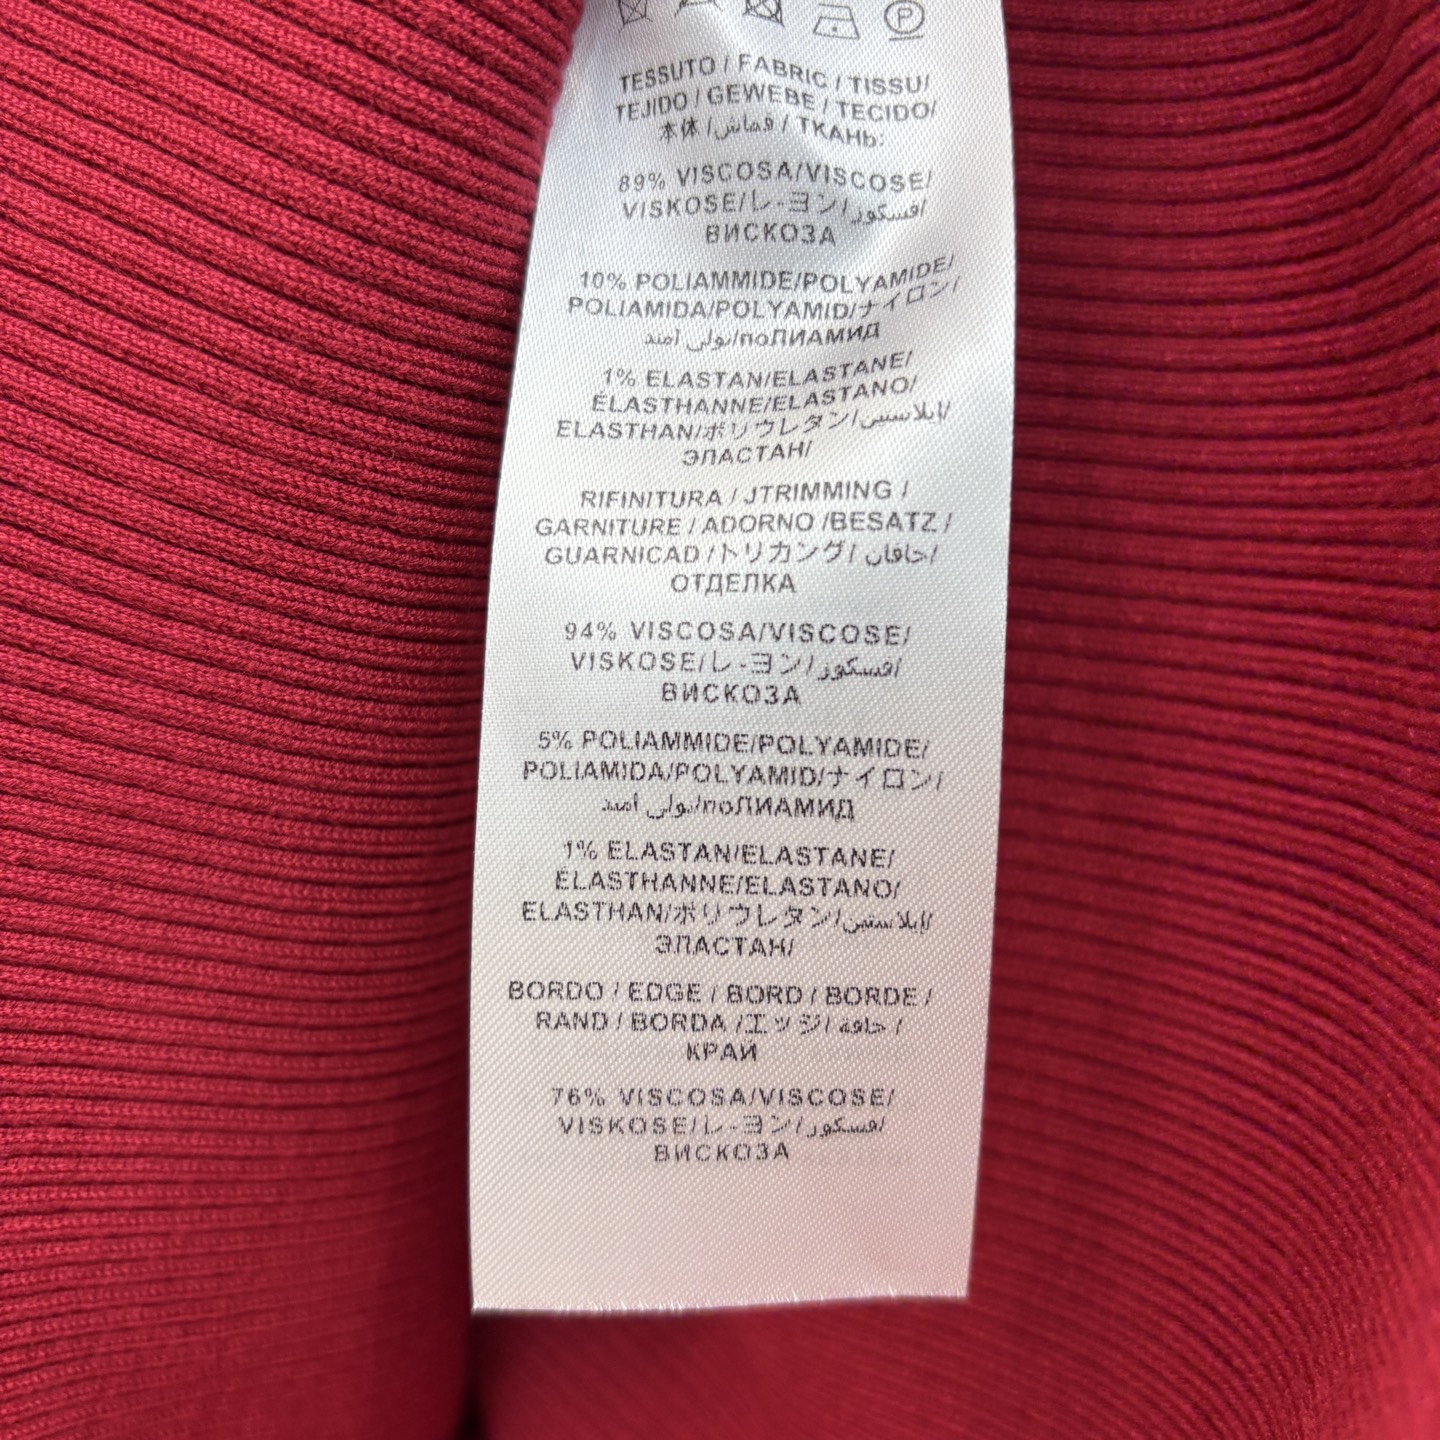 TESSUTO / FABRIC / TISSU/
TEJIDO / GEWEBE / TECIDO/
本体 / قماش / ТКАНЬ:
89% VISCOSA/VISCOSE/
VISKOSE/レ-ヨン/فسكوز/
ВИСКОЗА
10% POLIAMMIDE/POLYAMIDE/
POLIAMIDA/POLYAMID/ナイロン/
بولي أميد/поЛИАМИД
1% ELASTAN/ELASTANE/
ÉLASTHANNE/ELASTANO/
ELASTHAN/ポリウレタン/إيلاستين/
ЭЛАСТАН/
RIFINITURA / JTRIMMING /
GARNITURE / ADORNO /BESATZ /
GUARNICAD /トリカング/ حافان/
ОТДЕЛКА
94% VISCOSA/VISCOSE/
VISKOSE/レ-ヨン/فسكوز/
ВИСКОЗА
5% POLIAMMIDE/POLYAMIDE/
POLIAMIDA/POLYAMID/ナイロン/
بولي أميد/поЛИАМИД
1% ELASTAN/ELASTANE/
ÉLASTHANNE/ELASTANO/
ELASTHAN/ポリウレタン/إيلاستين/
ЭЛАСТАН/
BORDO / EDGE / BORD / BORDE /
RAND / BORDA /エッジ/ حافة /
КРАЙ
76% VISCOSA/VISCOSE/
VISKOSE/レ-ヨン/فسكوز/
ВИСКОЗА